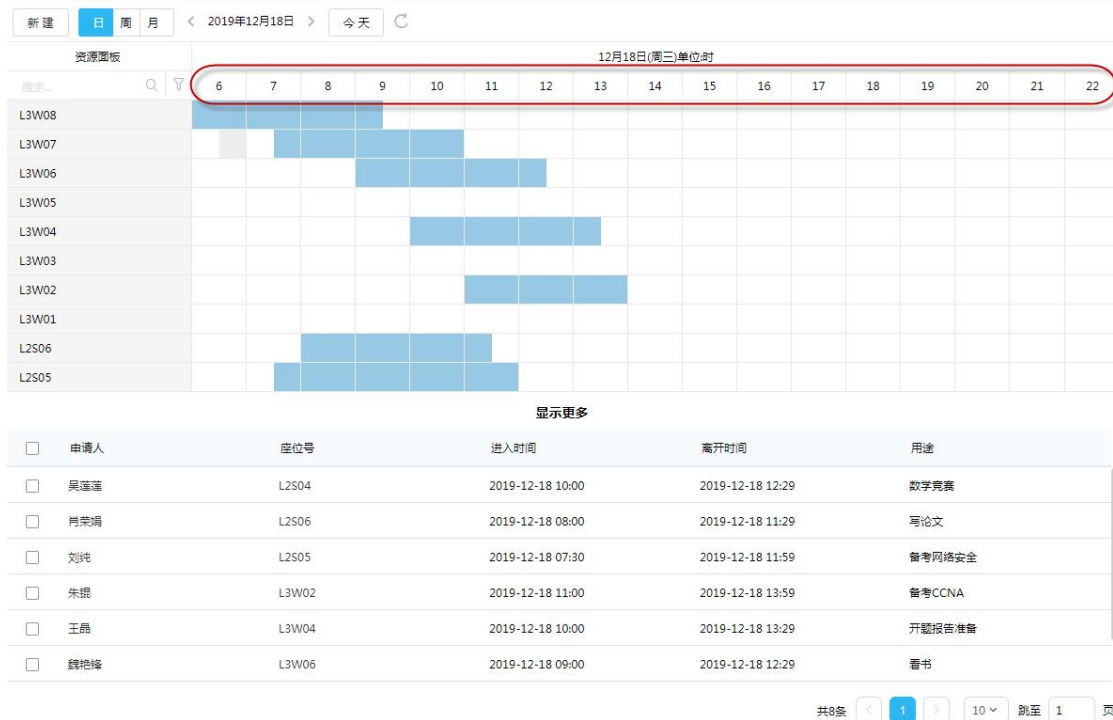 新 建 日 周 月 < 2019年12月18日 > 今 天
资源面板 12月18日(周三)单位:时
搜索... 6 7 8 9 10 11 12 13 14 15 16 17 18 19 20 21 22
L3W08
L3W07
L3W06
L3W05
L3W04
L3W03
L3W02
L3W01
L2S06
L2S05
显示更多
申请人 座位号 进入时间 离开时间 用途
吴莲莲 L2S04 2019-12-18 10:00 2019-12-18 12:29 数学竞赛
肖荣娟 L2S06 2019-12-18 08:00 2019-12-18 11:29 写论文
刘纯 L2S05 2019-12-18 07:30 2019-12-18 11:59 备考网络安全
朱锟 L3W02 2019-12-18 11:00 2019-12-18 13:59 备考CCNA
王晶 L3W04 2019-12-18 10:00 2019-12-18 13:29 开题报告准备
魏艳锋 L3W06 2019-12-18 09:00 2019-12-18 12:29 看书
共8条 < 1 > 10 跳至 1 页